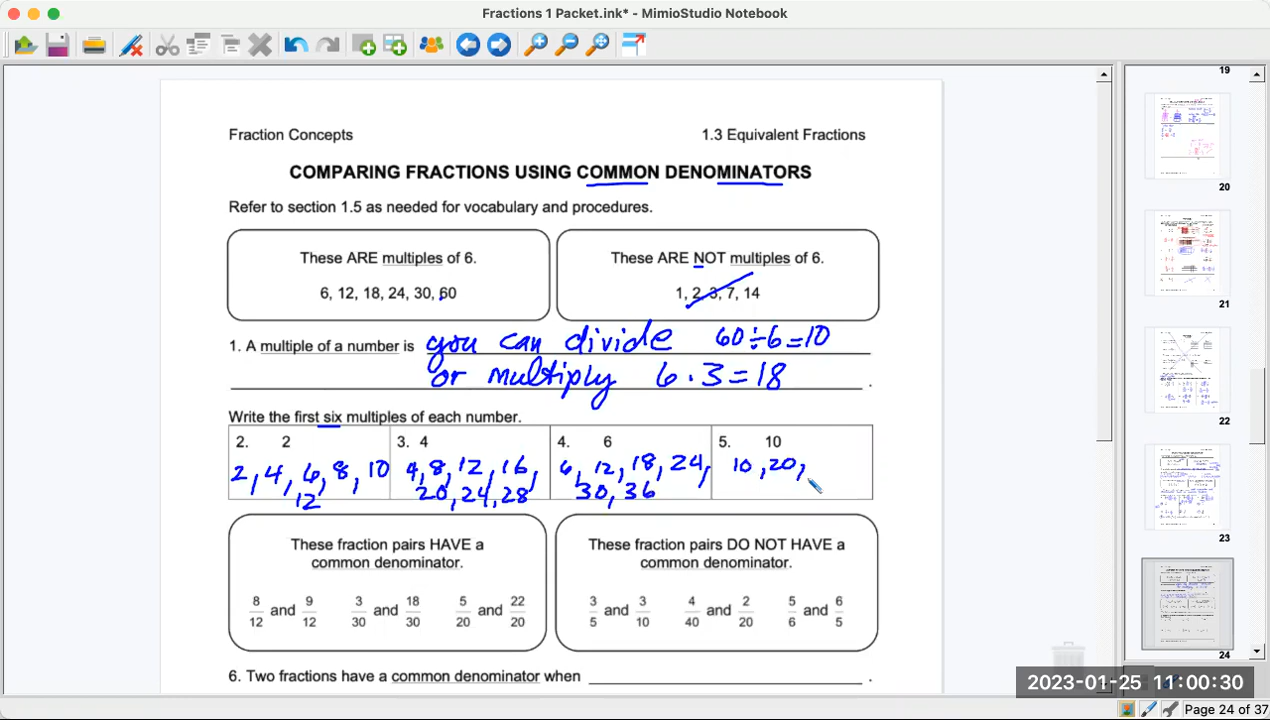 Fractions 1 Packet.ink* - MimioStudio Notebook
Fraction Concepts
1.3 Equivalent Fractions
COMPARING FRACTIONS USING COMMON DENOMINATORS
Refer to section 1.5 as needed for vocabulary and procedures.
These ARE multiples of 6.
6, 12, 18, 24, 30, 60
These ARE NOT multiples of 6.
1, 2, 3, 7, 14
1. A multiple of a number is you can divide 60÷6=10
or multiply 6·3=18 .
Write the first six multiples of each number.
2. 2
2, 4, 6, 8, 10
12
3. 4
4, 8, 12, 16,
20, 24, 28
4. 6
6, 12, 18, 24,
30, 36
5. 10
10, 20,
These fraction pairs HAVE a
common denominator.
8/12 and 9/12 3/30 and 18/30 5/20 and 22/20
These fraction pairs DO NOT HAVE a
common denominator.
3/5 and 3/10 4/40 and 2/20 5/6 and 6/5
6. Two fractions have a common denominator when ______ .
19
20
21
22
23
24
2023-01-25 11:00:30
Page 24 of 37